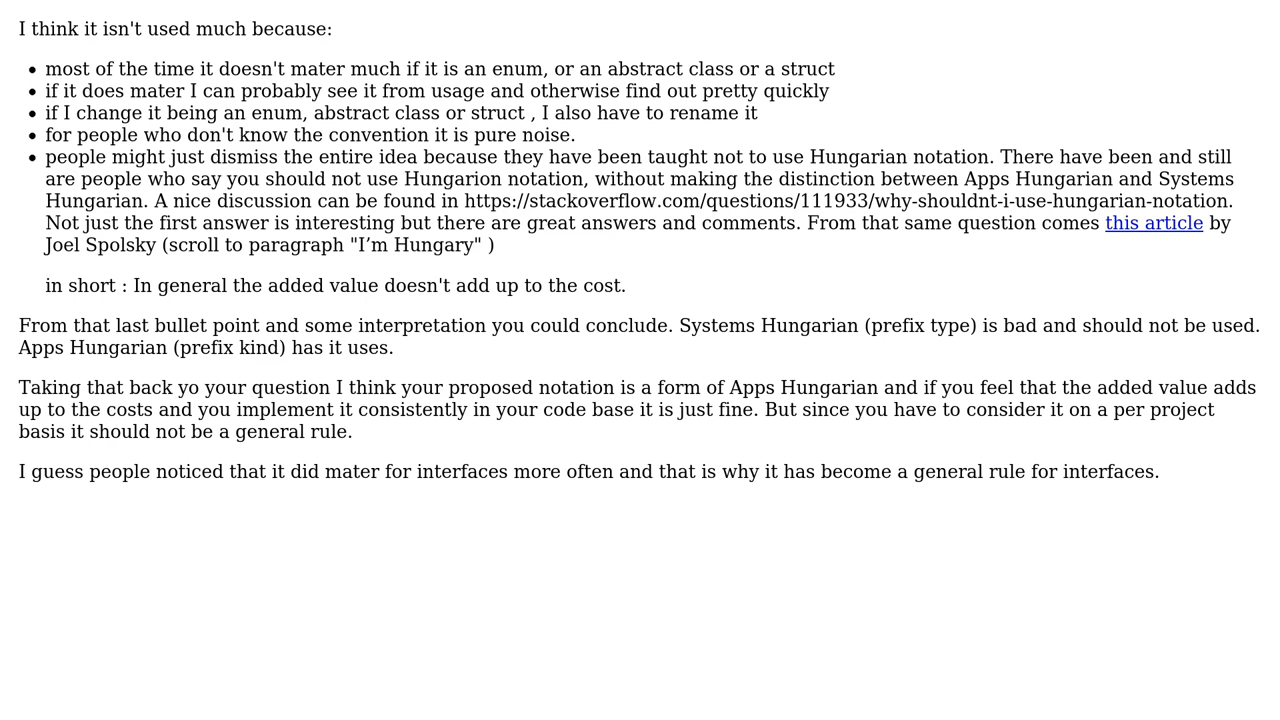 I think it isn't used much because:
• most of the time it doesn't mater much if it is an enum, or an abstract class or a struct
• if it does mater I can probably see it from usage and otherwise find out pretty quickly
• if I change it being an enum, abstract class or struct , I also have to rename it
• for people who don't know the convention it is pure noise.
• people might just dismiss the entire idea because they have been taught not to use Hungarian notation. There have been and still
are people who say you should not use Hungarion notation, without making the distinction between Apps Hungarian and Systems
Hungarian. A nice discussion can be found in https://stackoverflow.com/questions/111933/why-shouldnt-i-use-hungarian-notation.
Not just the first answer is interesting but there are great answers and comments. From that same question comes this article by
Joel Spolsky (scroll to paragraph "I’m Hungary" )
in short : In general the added value doesn't add up to the cost.
From that last bullet point and some interpretation you could conclude. Systems Hungarian (prefix type) is bad and should not be used.
Apps Hungarian (prefix kind) has it uses.
Taking that back yo your question I think your proposed notation is a form of Apps Hungarian and if you feel that the added value adds
up to the costs and you implement it consistently in your code base it is just fine. But since you have to consider it on a per project
basis it should not be a general rule.
I guess people noticed that it did mater for interfaces more often and that is why it has become a general rule for interfaces.